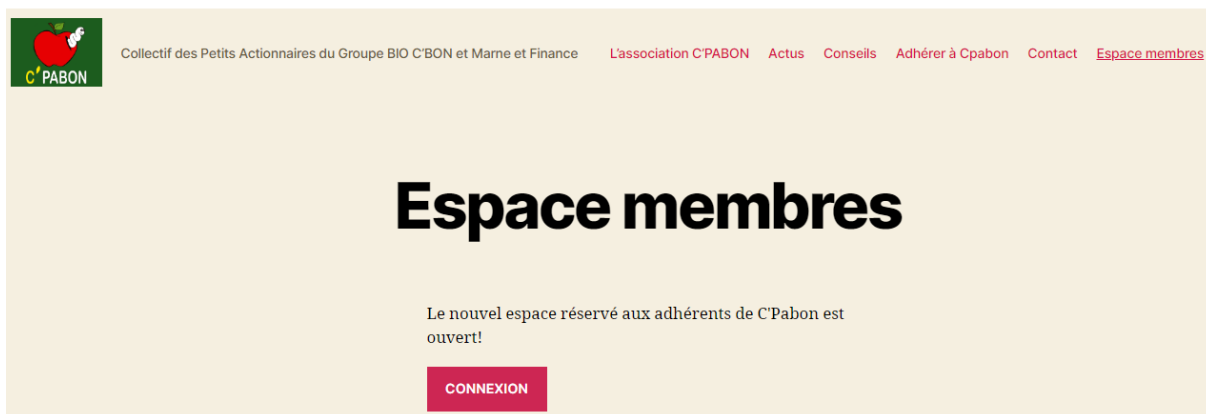 C'PABON
Collectif des Petits Actionnaires du Groupe BIO C'BON et Marne et Finance
L'association C'PABON
Actus
Conseils
Adhérer à Cpabon
Contact
Espace membres
Espace membres
Le nouvel espace réservé aux adhérents de C'Pabon est
ouvert!
CONNEXION